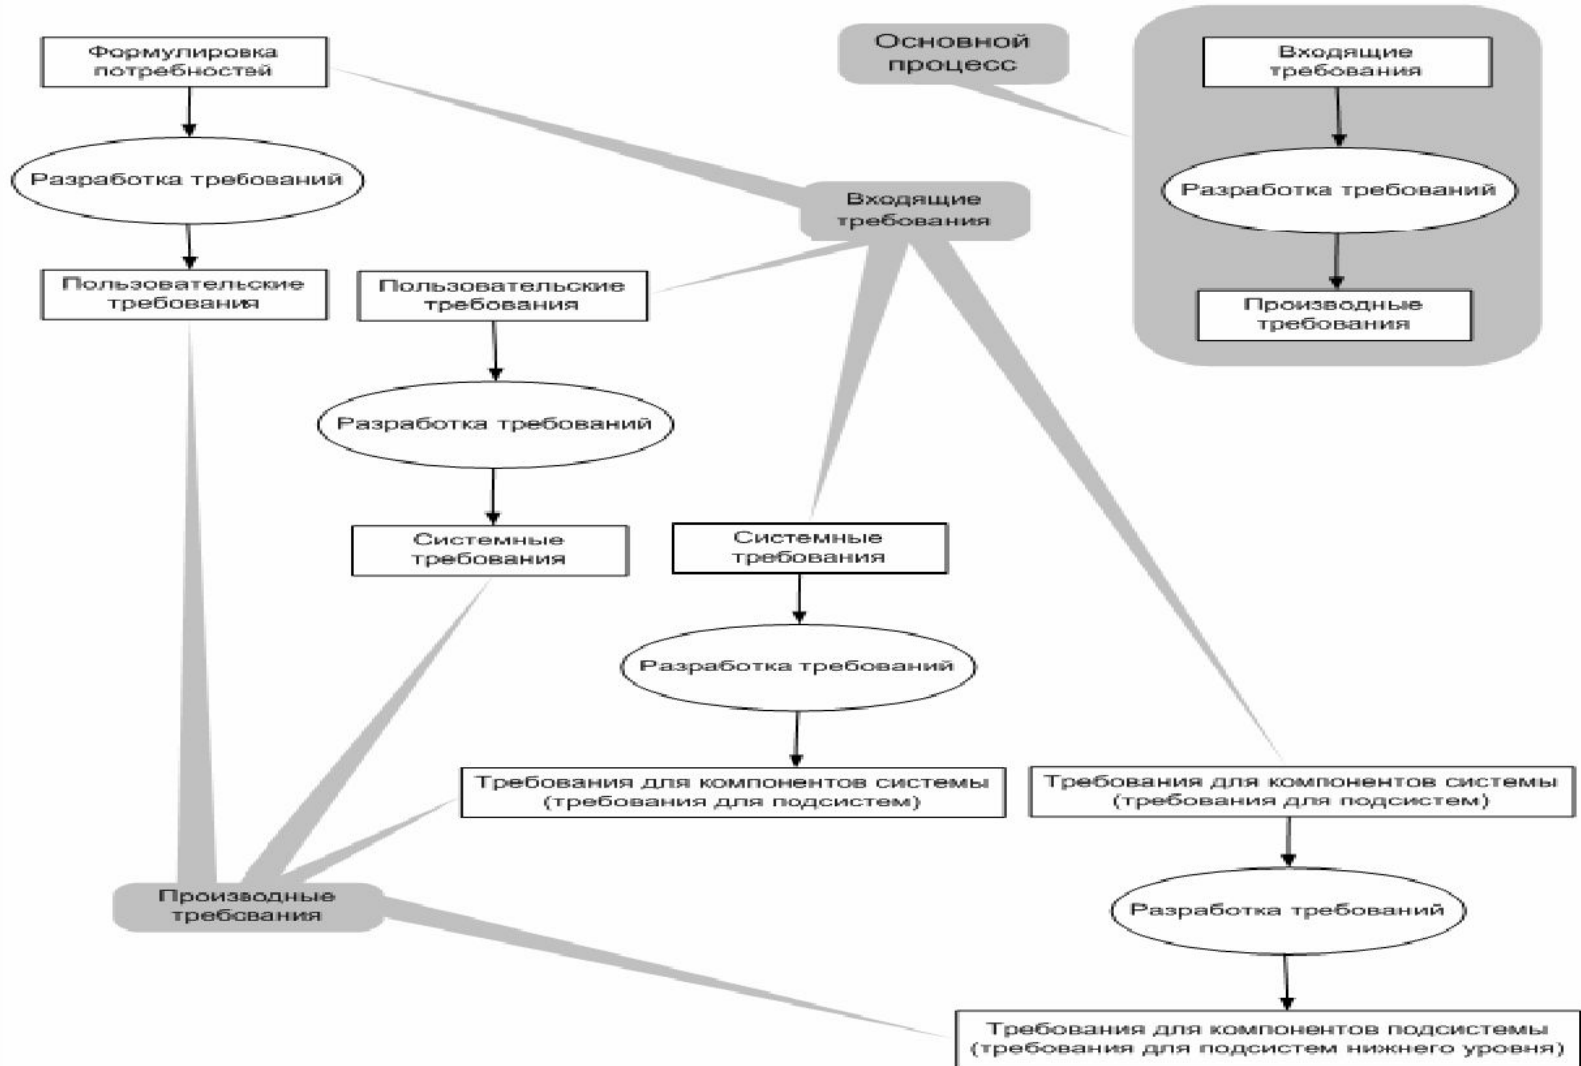 Формулировка
потребностей
Разработка требований
Пользовательские
требования
Основной
процесс
Входящие
требования
Разработка требований
Производные
требования
Входящие
требования
Пользовательские
требования
Разработка требований
Системные
требования
Системные
требования
Разработка требований
Требования для компонентов системы
(требования для подсистем)
Требования для компонентов системы
(требования для подсистем)
Разработка требований
Требования для компонентов подсистемы
(требования для подсистем нижнего уровня)
Производные
требования